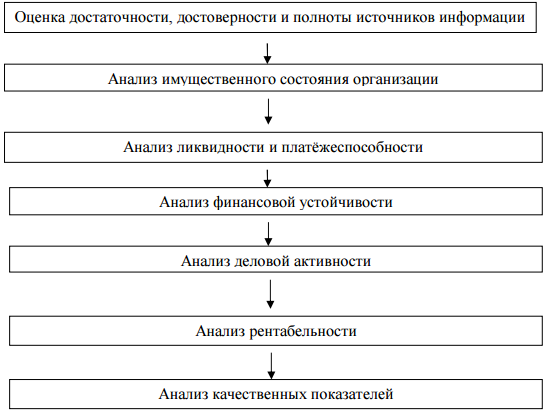 Оценка достаточности, достоверности и полноты источников информации
Анализ имущественного состояния организации
Анализ ликвидности и платёжеспособности
Анализ финансовой устойчивости
Анализ деловой активности
Анализ рентабельности
Анализ качественных показателей